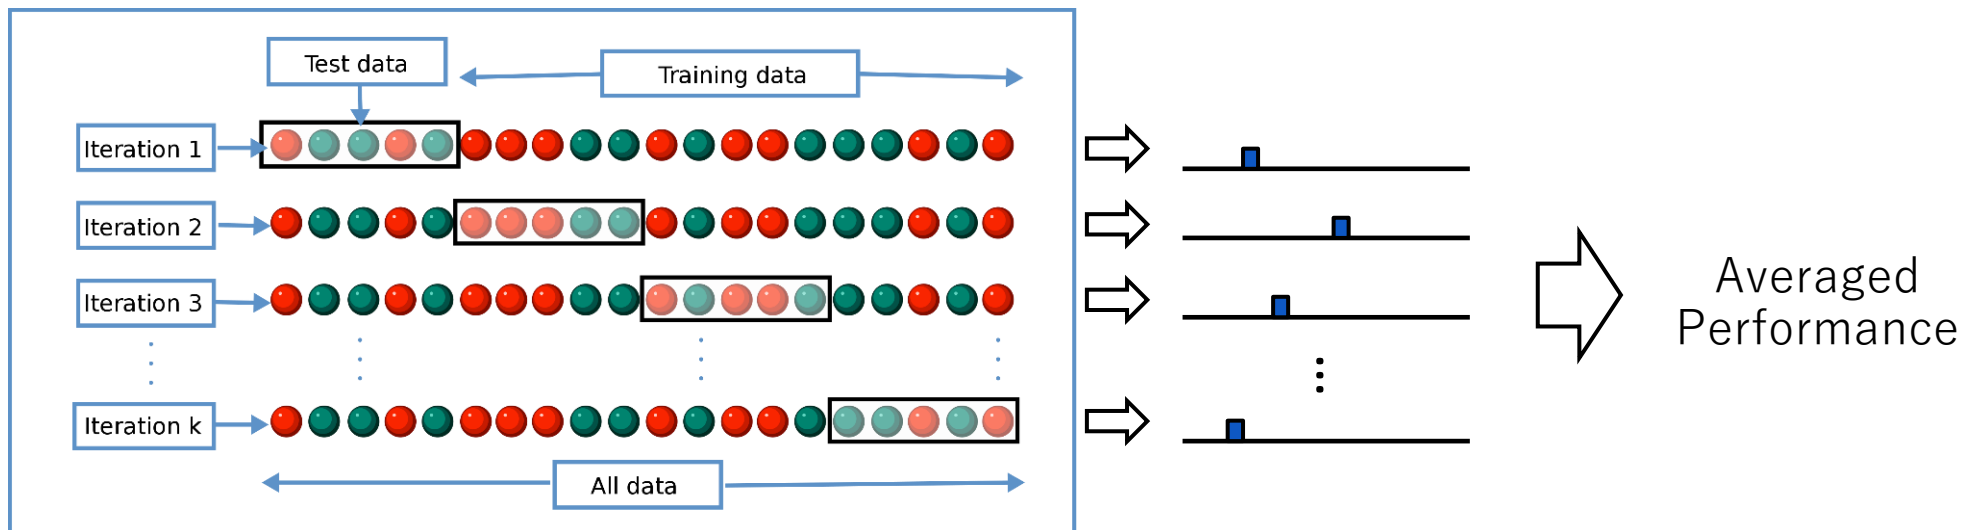 Test data
Training data
Iteration 1
Iteration 2
Iteration 3
Iteration k
All data
Averaged
Performance